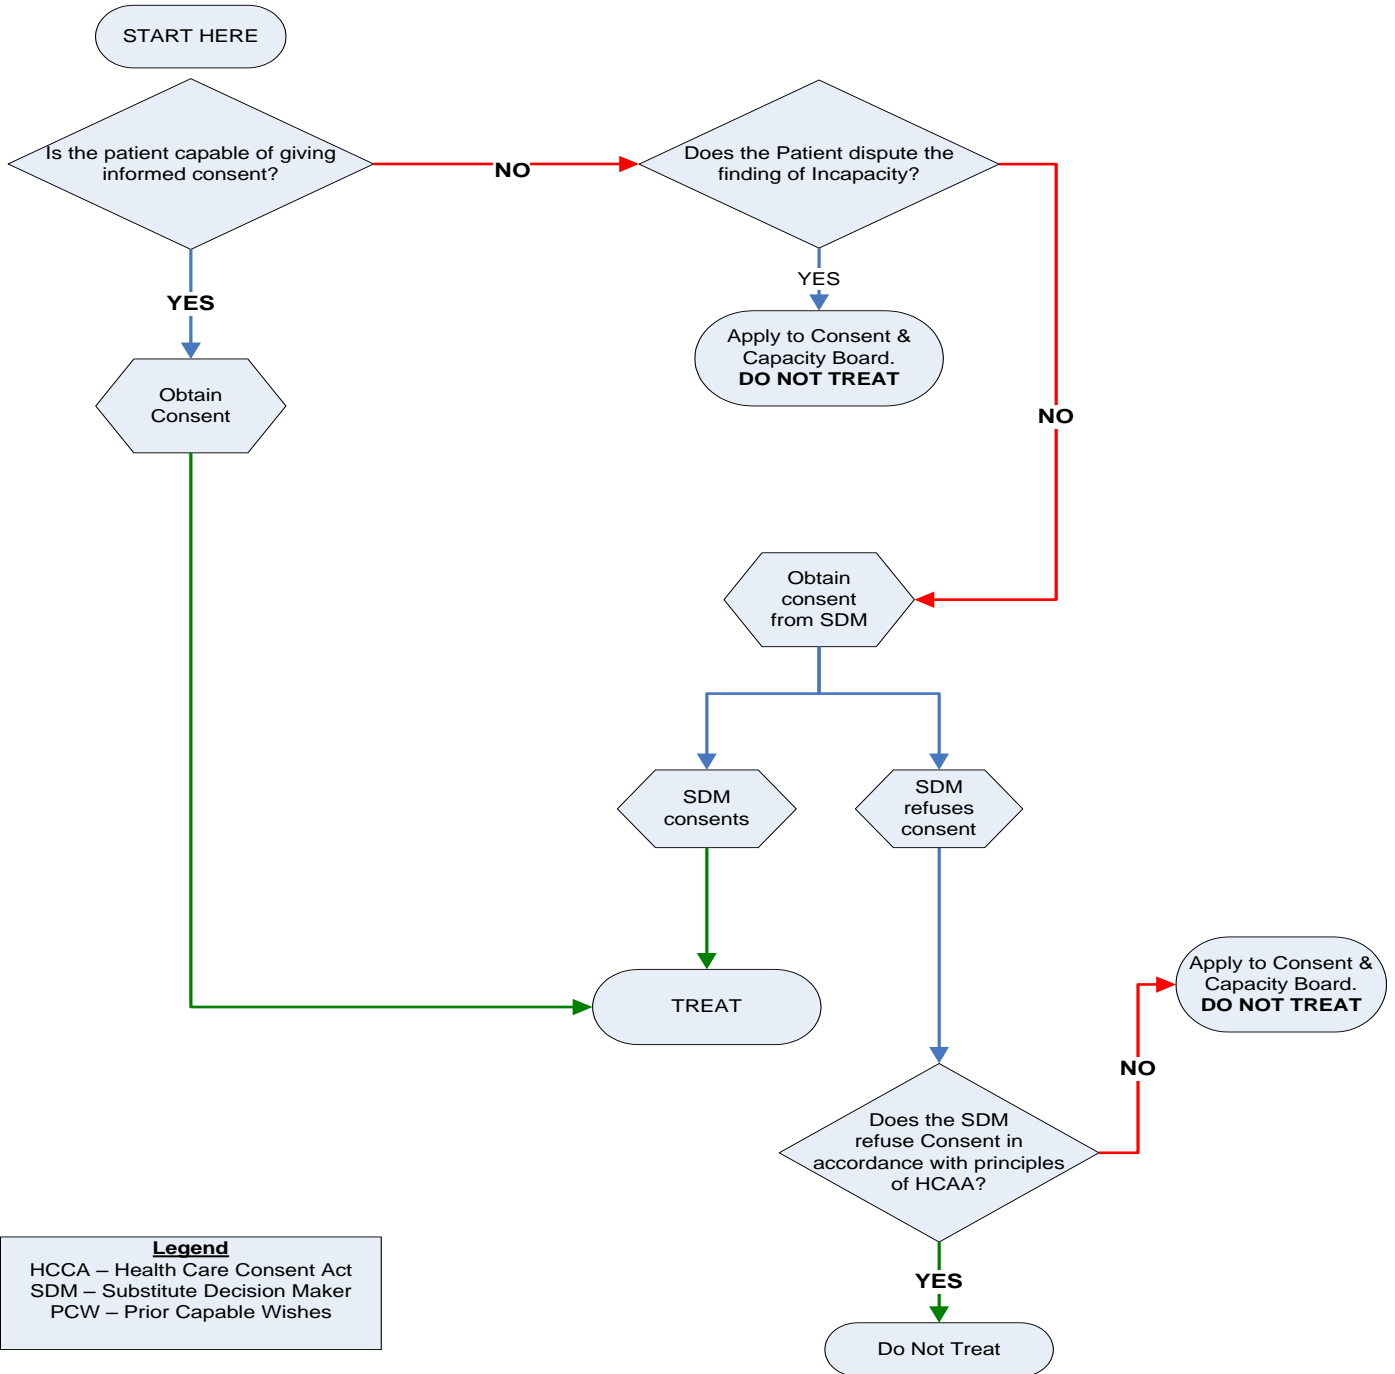 START HERE
Is the patient capable of giving
informed consent?
NO
Does the Patient dispute the
finding of Incapacity?
YES
YES
Apply to Consent &
Capacity Board.
DO NOT TREAT
Obtain
Consent
NO
Obtain
consent
from SDM
SDM
consents
SDM
refuses
consent
TREAT
Apply to Consent &
Capacity Board.
DO NOT TREAT
NO
Does the SDM
refuse Consent in
accordance with principles
of HCAA?
YES
Do Not Treat
Legend
HCCA – Health Care Consent Act
SDM – Substitute Decision Maker
PCW – Prior Capable Wishes